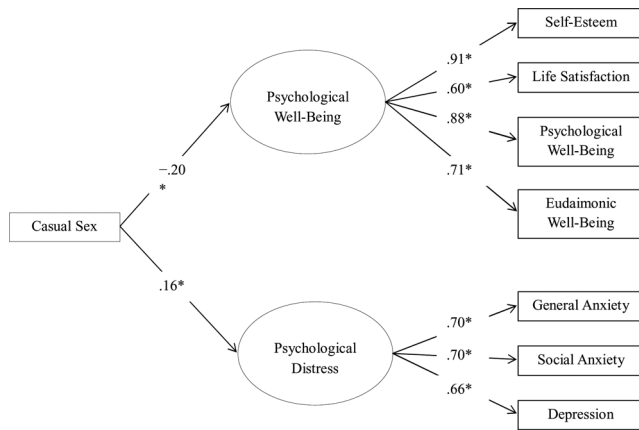 Self-Esteem
.91*
Life Satisfaction
.60*
Psychological
Well-Being
.88*
Psychological
Well-Being
.71*
Eudaimonic
Well-Being
−.20
*
Casual Sex
.16*
General Anxiety
.70*
Psychological
Distress
.70*
Social Anxiety
.66*
Depression